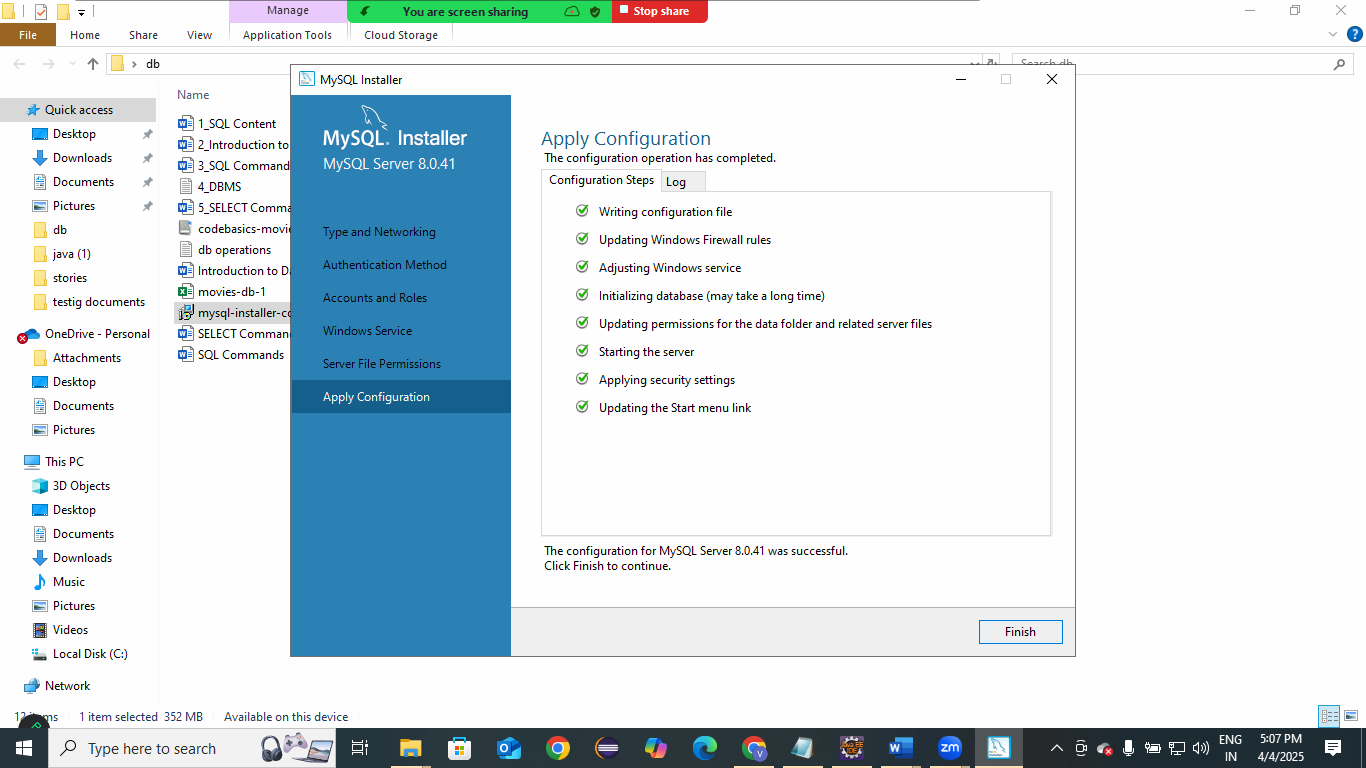 Manage
You are screen sharing
Stop share
File
Home
Share
View
Application Tools
Cloud Storage
db
Search db
Name
Quick access
Desktop
Downloads
Documents
Pictures
db
java (1)
stories
testig documents
OneDrive - Personal
Attachments
Desktop
Documents
Pictures
This PC
3D Objects
Desktop
Documents
Downloads
Music
Pictures
Videos
Local Disk (C:)
Network
1_SQL Content
2_Introduction to
3_SQL Command
4_DBMS
5_SELECT Comma
codebasics-movi
db operations
Introduction to Da
movies-db-1
mysql-installer-co
SELECT Comman
SQL Commands
MySQL Installer
MySQL. Installer
MySQL Server 8.0.41
Type and Networking
Authentication Method
Accounts and Roles
Windows Service
Server File Permissions
Apply Configuration
Apply Configuration
The configuration operation has completed.
Configuration Steps
Log
Writing configuration file
Updating Windows Firewall rules
Adjusting Windows service
Initializing database (may take a long time)
Updating permissions for the data folder and related server files
Starting the server
Applying security settings
Updating the Start menu link
The configuration for MySQL Server 8.0.41 was successful.
Click Finish to continue.
Finish
1 item selected 352 MB
Available on this device
Type here to search
zm
ENG
IN
5:07 PM
4/4/2025